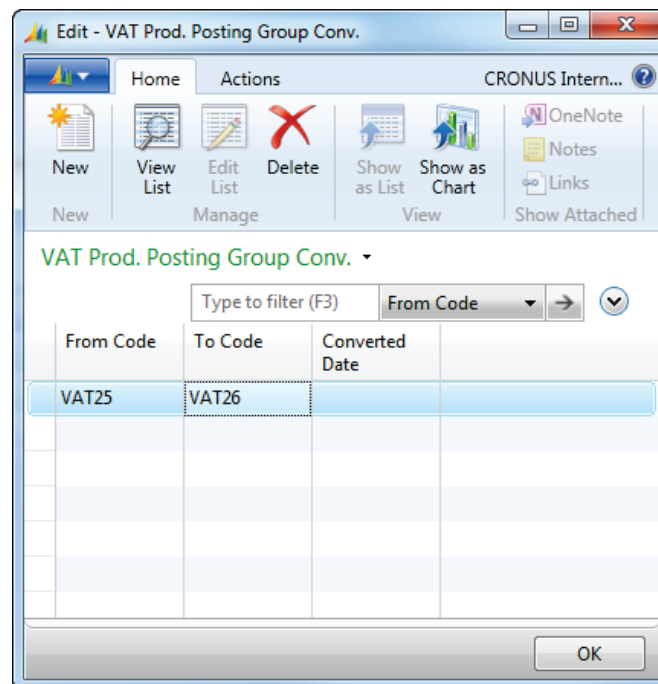 Edit - VAT Prod. Posting Group Conv.
Home Actions CRONUS Intern...
New View List Edit List Delete Show as List Show as Chart OneNote
Notes
Links
New Manage View Show Attached
VAT Prod. Posting Group Conv.
Type to filter (F3) From Code
From Code To Code Converted Date
VAT25 VAT26
OK